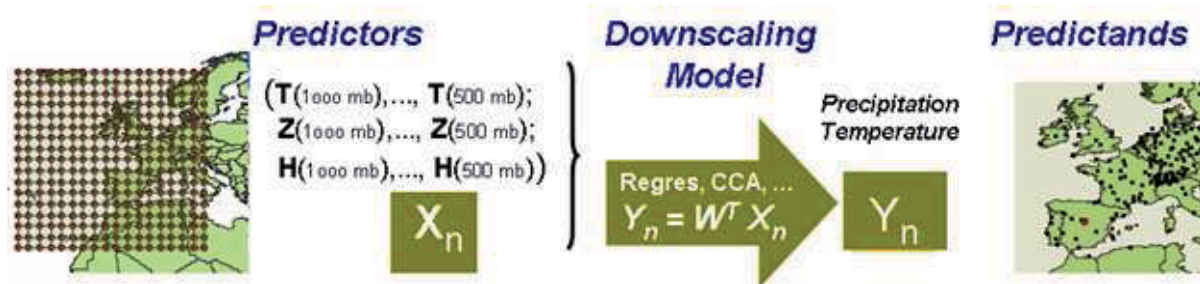 Predictors
(T(1000 mb),..., T(500 mb);
Z(1000 mb),..., Z(500 mb);
H(1000 mb),..., H(500 mb))
Xn
Downscaling
Model
Regres, CCA, ...
Yn = W^T Xn
Predictands
Precipitation
Temperature
Yn